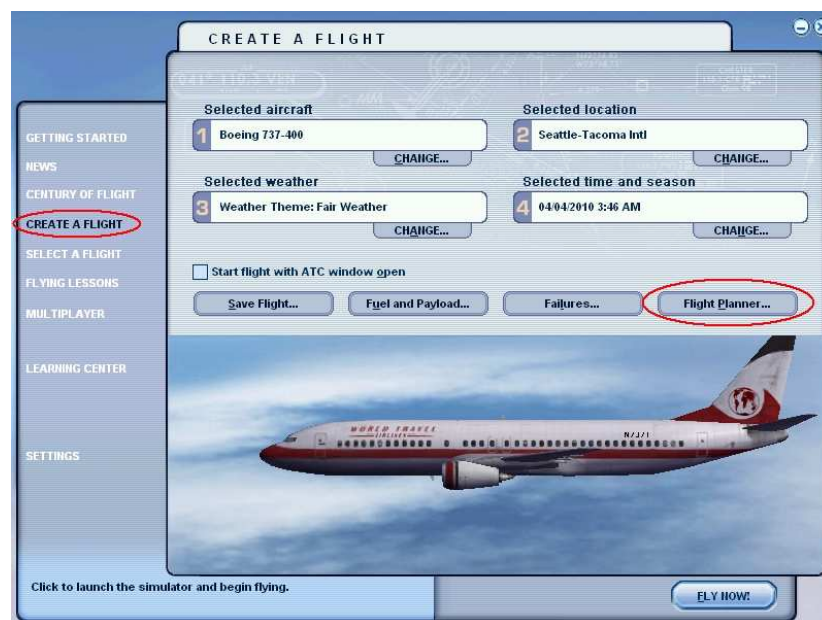 CREATE A FLIGHT
Selected aircraft
1 Boeing 737-400
CHANGE...
Selected location
2 Seattle-Tacoma Intl
CHANGE...
Selected weather
3 Weather Theme: Fair Weather
CHANGE...
Selected time and season
4 04/04/2010 3:46 AM
CHANGE...
Start flight with ATC window open
Save Flight...
Fuel and Payload...
Failures...
Flight Planner...
GETTING STARTED
NEWS
CENTURY OF FLIGHT
CREATE A FLIGHT
SELECT A FLIGHT
FLYING LESSONS
MULTIPLAYER
LEARNING CENTER
SETTINGS
WORLD TRAVEL
AIRLINES
Click to launch the simulator and begin flying.
FLY NOW!